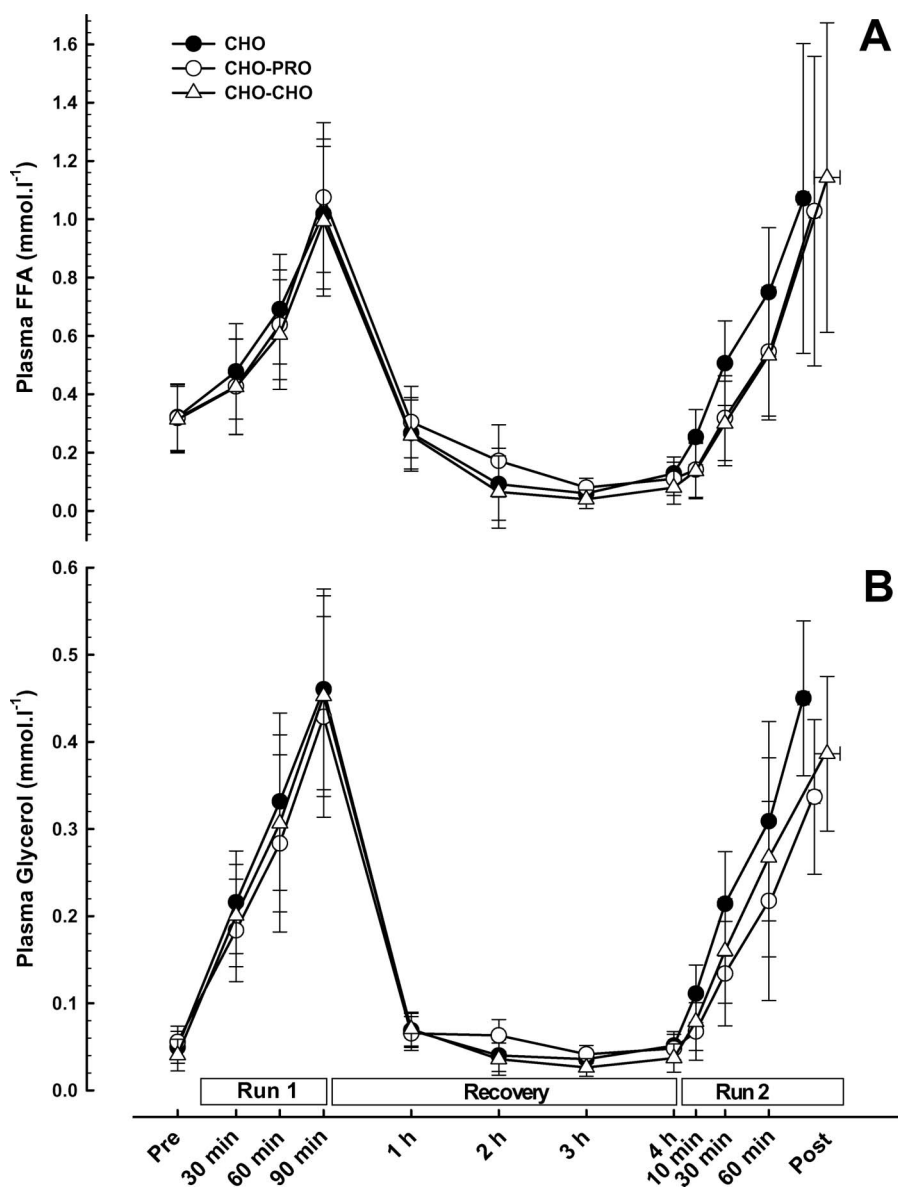 A
CHO
CHO-PRO
CHO-CHO
Plasma FFA (mmol.l⁻¹)
1.6
1.4
1.2
1.0
0.8
0.6
0.4
0.2
0.0
B
Plasma Glycerol (mmol.l⁻¹)
0.6
0.5
0.4
0.3
0.2
0.1
0.0
Run 1 Recovery Run 2
Pre 30 min 60 min 90 min 1 h 2 h 3 h 4 h 10 min 30 min 60 min Post